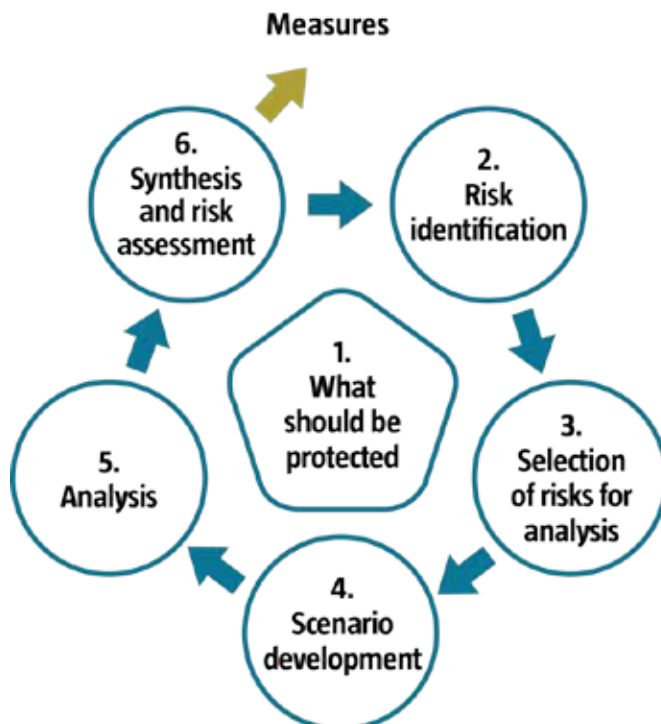 Measures
6.
Synthesis
and risk
assessment
2.
Risk
identification
1.
What
should be
protected
3.
Selection
of risks for
analysis
5.
Analysis
4.
Scenario
development